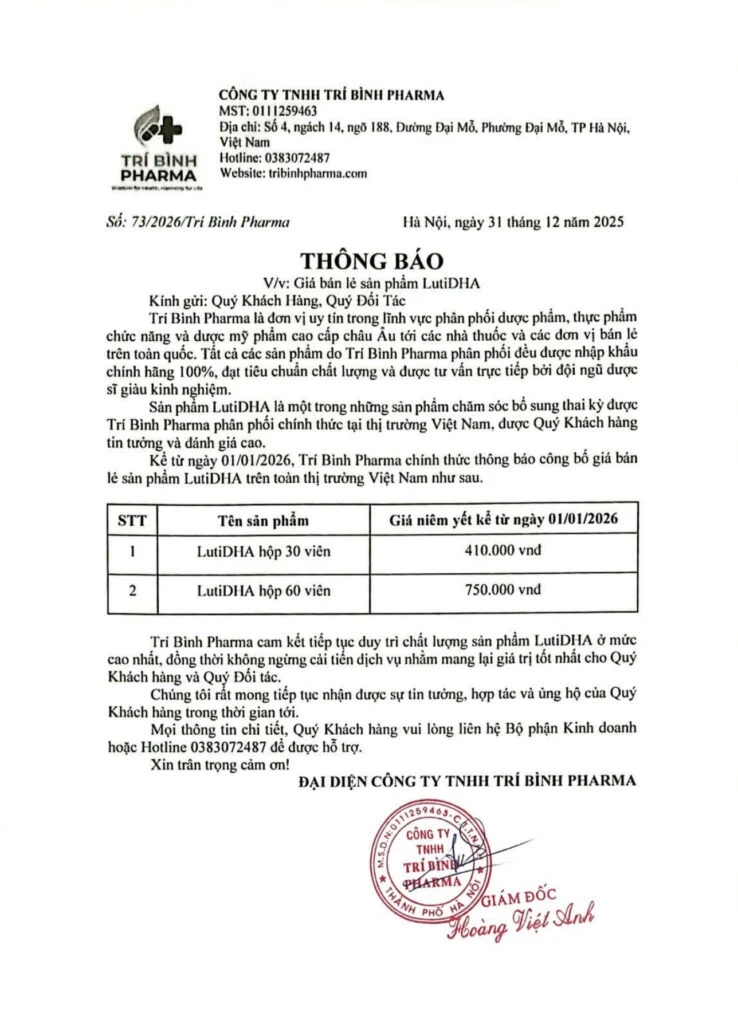 CÔNG TY TNHH TRÍ BÌNH PHARMA
MST: 0111259463
Địa chỉ: Số 4, ngách 14, ngõ 188, Đường Đại Mỗ, Phường Đại Mỗ, TP Hà Nội,
Việt Nam
Hotline: 0383072487
Website: tribinhpharma.com
TRÍ BÌNH
PHARMA
Wisdom for Health, Harmony for Life
Số: 73/2026/Trí Bình Pharma
Hà Nội, ngày 31 tháng 12 năm 2025
THÔNG BÁO
V/v: Giá bán lẻ sản phẩm LutiDHA
Kính gửi: Quý Khách Hàng, Quý Đối Tác
Trí Bình Pharma là đơn vị uy tín trong lĩnh vực phân phối dược phẩm, thực phẩm
chức năng và dược mỹ phẩm cao cấp châu Âu tới các nhà thuốc và các đơn vị bán lẻ
trên toàn quốc. Tất cả các sản phẩm do Trí Bình Pharma phân phối đều được nhập khẩu
chính hãng 100%, đạt tiêu chuẩn chất lượng và được tư vấn trực tiếp bởi đội ngũ dược
sĩ giàu kinh nghiệm.
Sản phẩm LutiDHA là một trong những sản phẩm chăm sóc bổ sung thai kỳ được
Trí Bình Pharma phân phối chính thức tại thị trường Việt Nam, được Quý Khách hàng
tin tưởng và đánh giá cao.
Kể từ ngày 01/01/2026, Trí Bình Pharma chính thức thông báo công bố giá bán
lẻ sản phẩm LutiDHA trên toàn thị trường Việt Nam như sau.
STT Tên sản phẩm Giá niêm yết kể từ ngày 01/01/2026
1 LutiDHA hộp 30 viên 410.000 vnđ
2 LutiDHA hộp 60 viên 750.000 vnđ
Trí Bình Pharma cam kết tiếp tục duy trì chất lượng sản phẩm LutiDHA ở mức
cao nhất, đồng thời không ngừng cải tiến dịch vụ nhằm mang lại giá trị tốt nhất cho Quý
Khách hàng và Quý Đối tác.
Chúng tôi rất mong tiếp tục nhận được sự tin tưởng, hợp tác và ủng hộ của Quý
Khách hàng trong thời gian tới.
Mọi thông tin chi tiết, Quý Khách hàng vui lòng liên hệ Bộ phận Kinh doanh
hoặc Hotline 0383072487 để được hỗ trợ.
Xin trân trọng cảm ơn!
ĐẠI DIỆN CÔNG TY TNHH TRÍ BÌNH PHARMA
M.S.D.N: 0111259463-C.T.T.N
CÔNG TY
TNHH
TRÍ BÌNH
PHARMA
THÀNH PHỐ HÀ NỘI
GIÁM ĐỐC
Hoàng Việt Anh